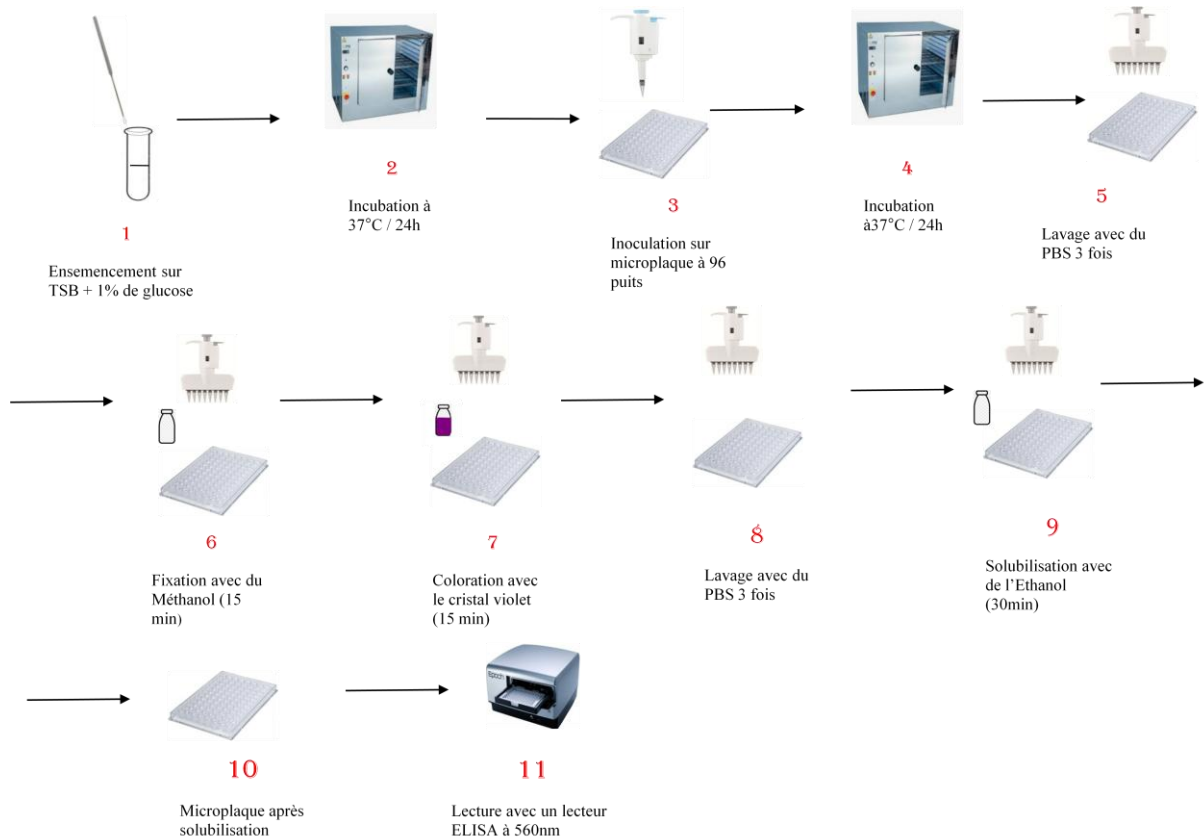 1
Ensemencement sur
TSB + 1% de glucose
2
Incubation à
37°C / 24h
3
Inoculation sur
microplaque à 96
puits
4
Incubation
à37°C / 24h
5
Lavage avec du
PBS 3 fois
6
Fixation avec du
Méthanol (15
min)
7
Coloration avec
le cristal violet
(15 min)
8
Lavage avec du
PBS 3 fois
9
Solubilisation avec
de l’Ethanol
(30min)
10
Microplaque après
solubilisation
Epoch
11
Lecture avec un lecteur
ELISA à 560nm